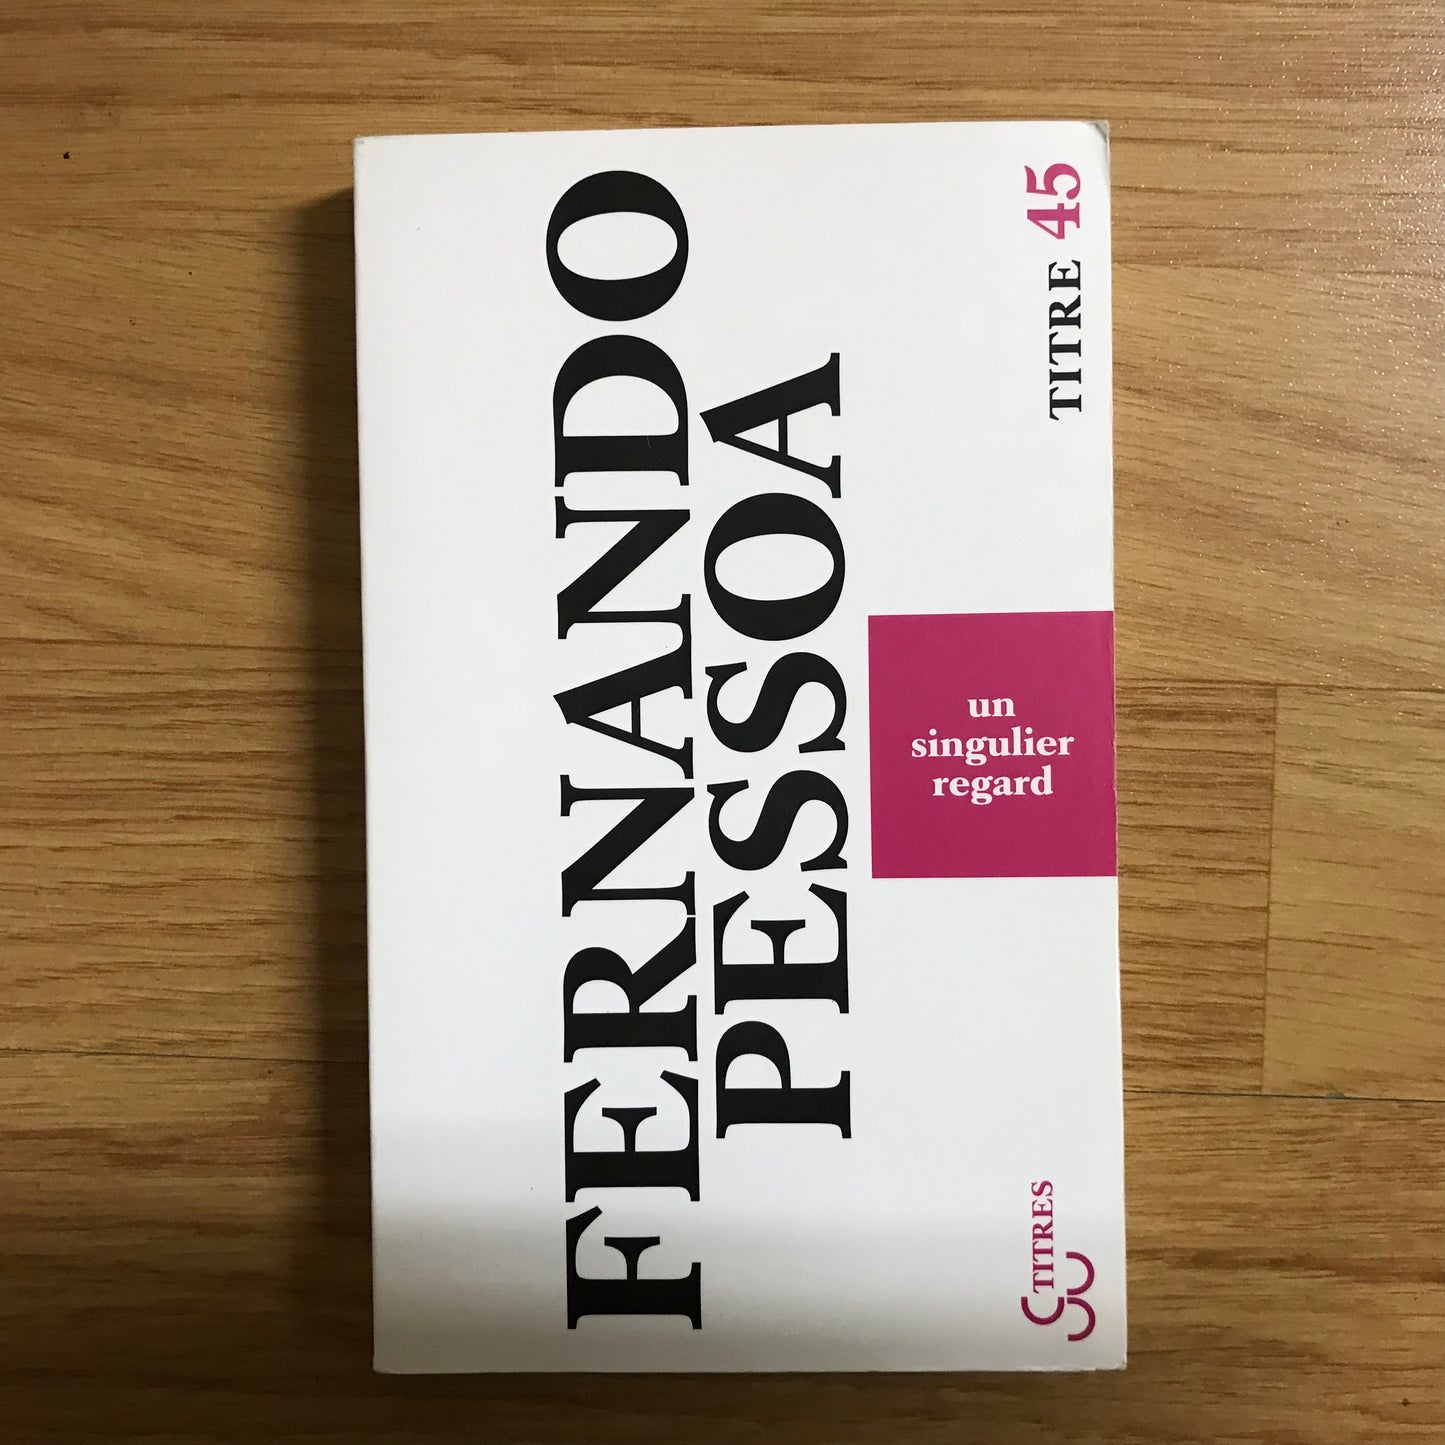 FERNANDO
PESSOA
un
singulier
regard
TITRE 45
TITRES